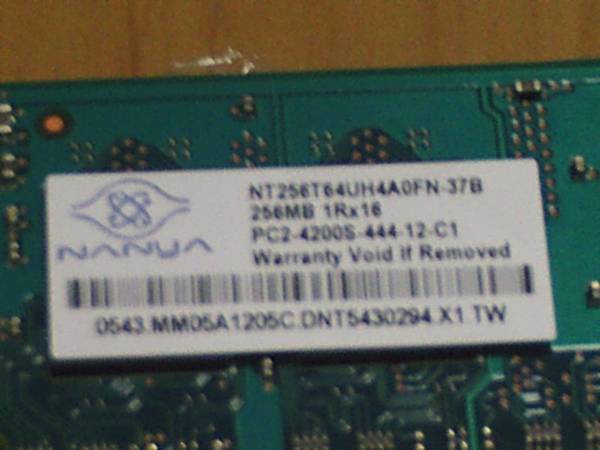 NT256T64UH4A0FN-37B
256MB 1Rx16
PC2-4200S-444-12-C1
NANYA
Warranty Void if Removed
0543.MM05A1205C.DNT5430294.X1.TW